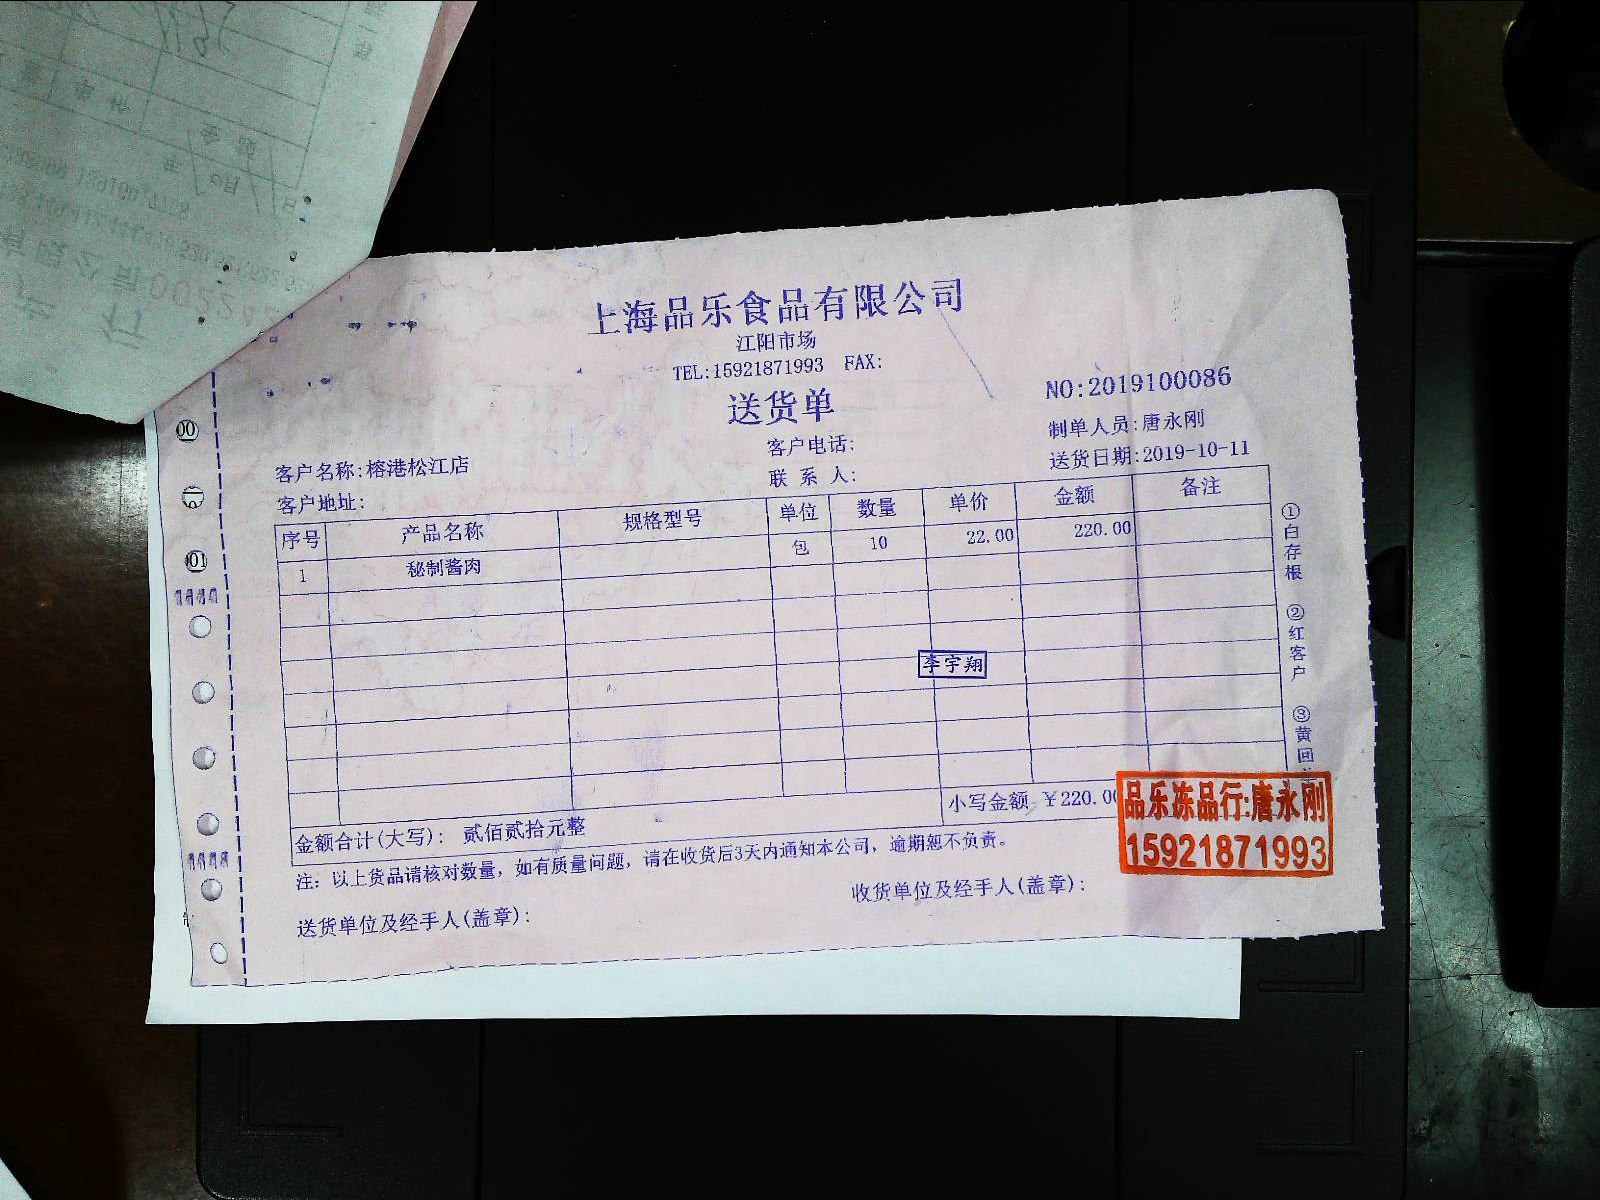 上海品乐食品有限公司
江阳市场
TEL:15921871993 FAX:
送货单
NO:2019100086
制单人员:唐永刚
送货日期:2019-10-11
客户电话:
联 系 人:
客户名称:榕港松江店
客户地址:
序号 产品名称 规格型号 单位 数量 单价 金额 备注
1 秘制酱肉 包 10 22.00 220.00
李宇翔
金额合计(大写): 贰佰贰拾元整 小写金额 ￥220.00
注: 以上货品请核对数量, 如有质量问题, 请在收货后3天内通知本公司, 逾期恕不负责。
送货单位及经手人(盖章):
收货单位及经手人(盖章):
①白存根 ②红客户 ③黄回
品乐冻品行:唐永刚
15921871993